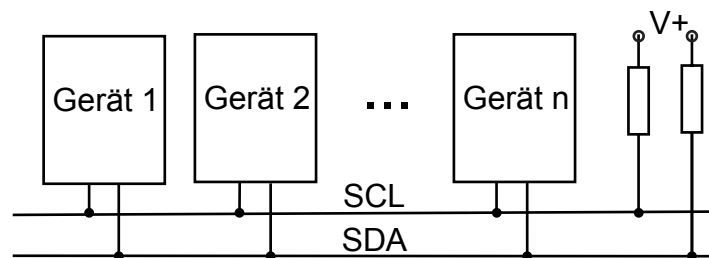 V+
Gerät 1
Gerät 2
...
Gerät n
SCL
SDA